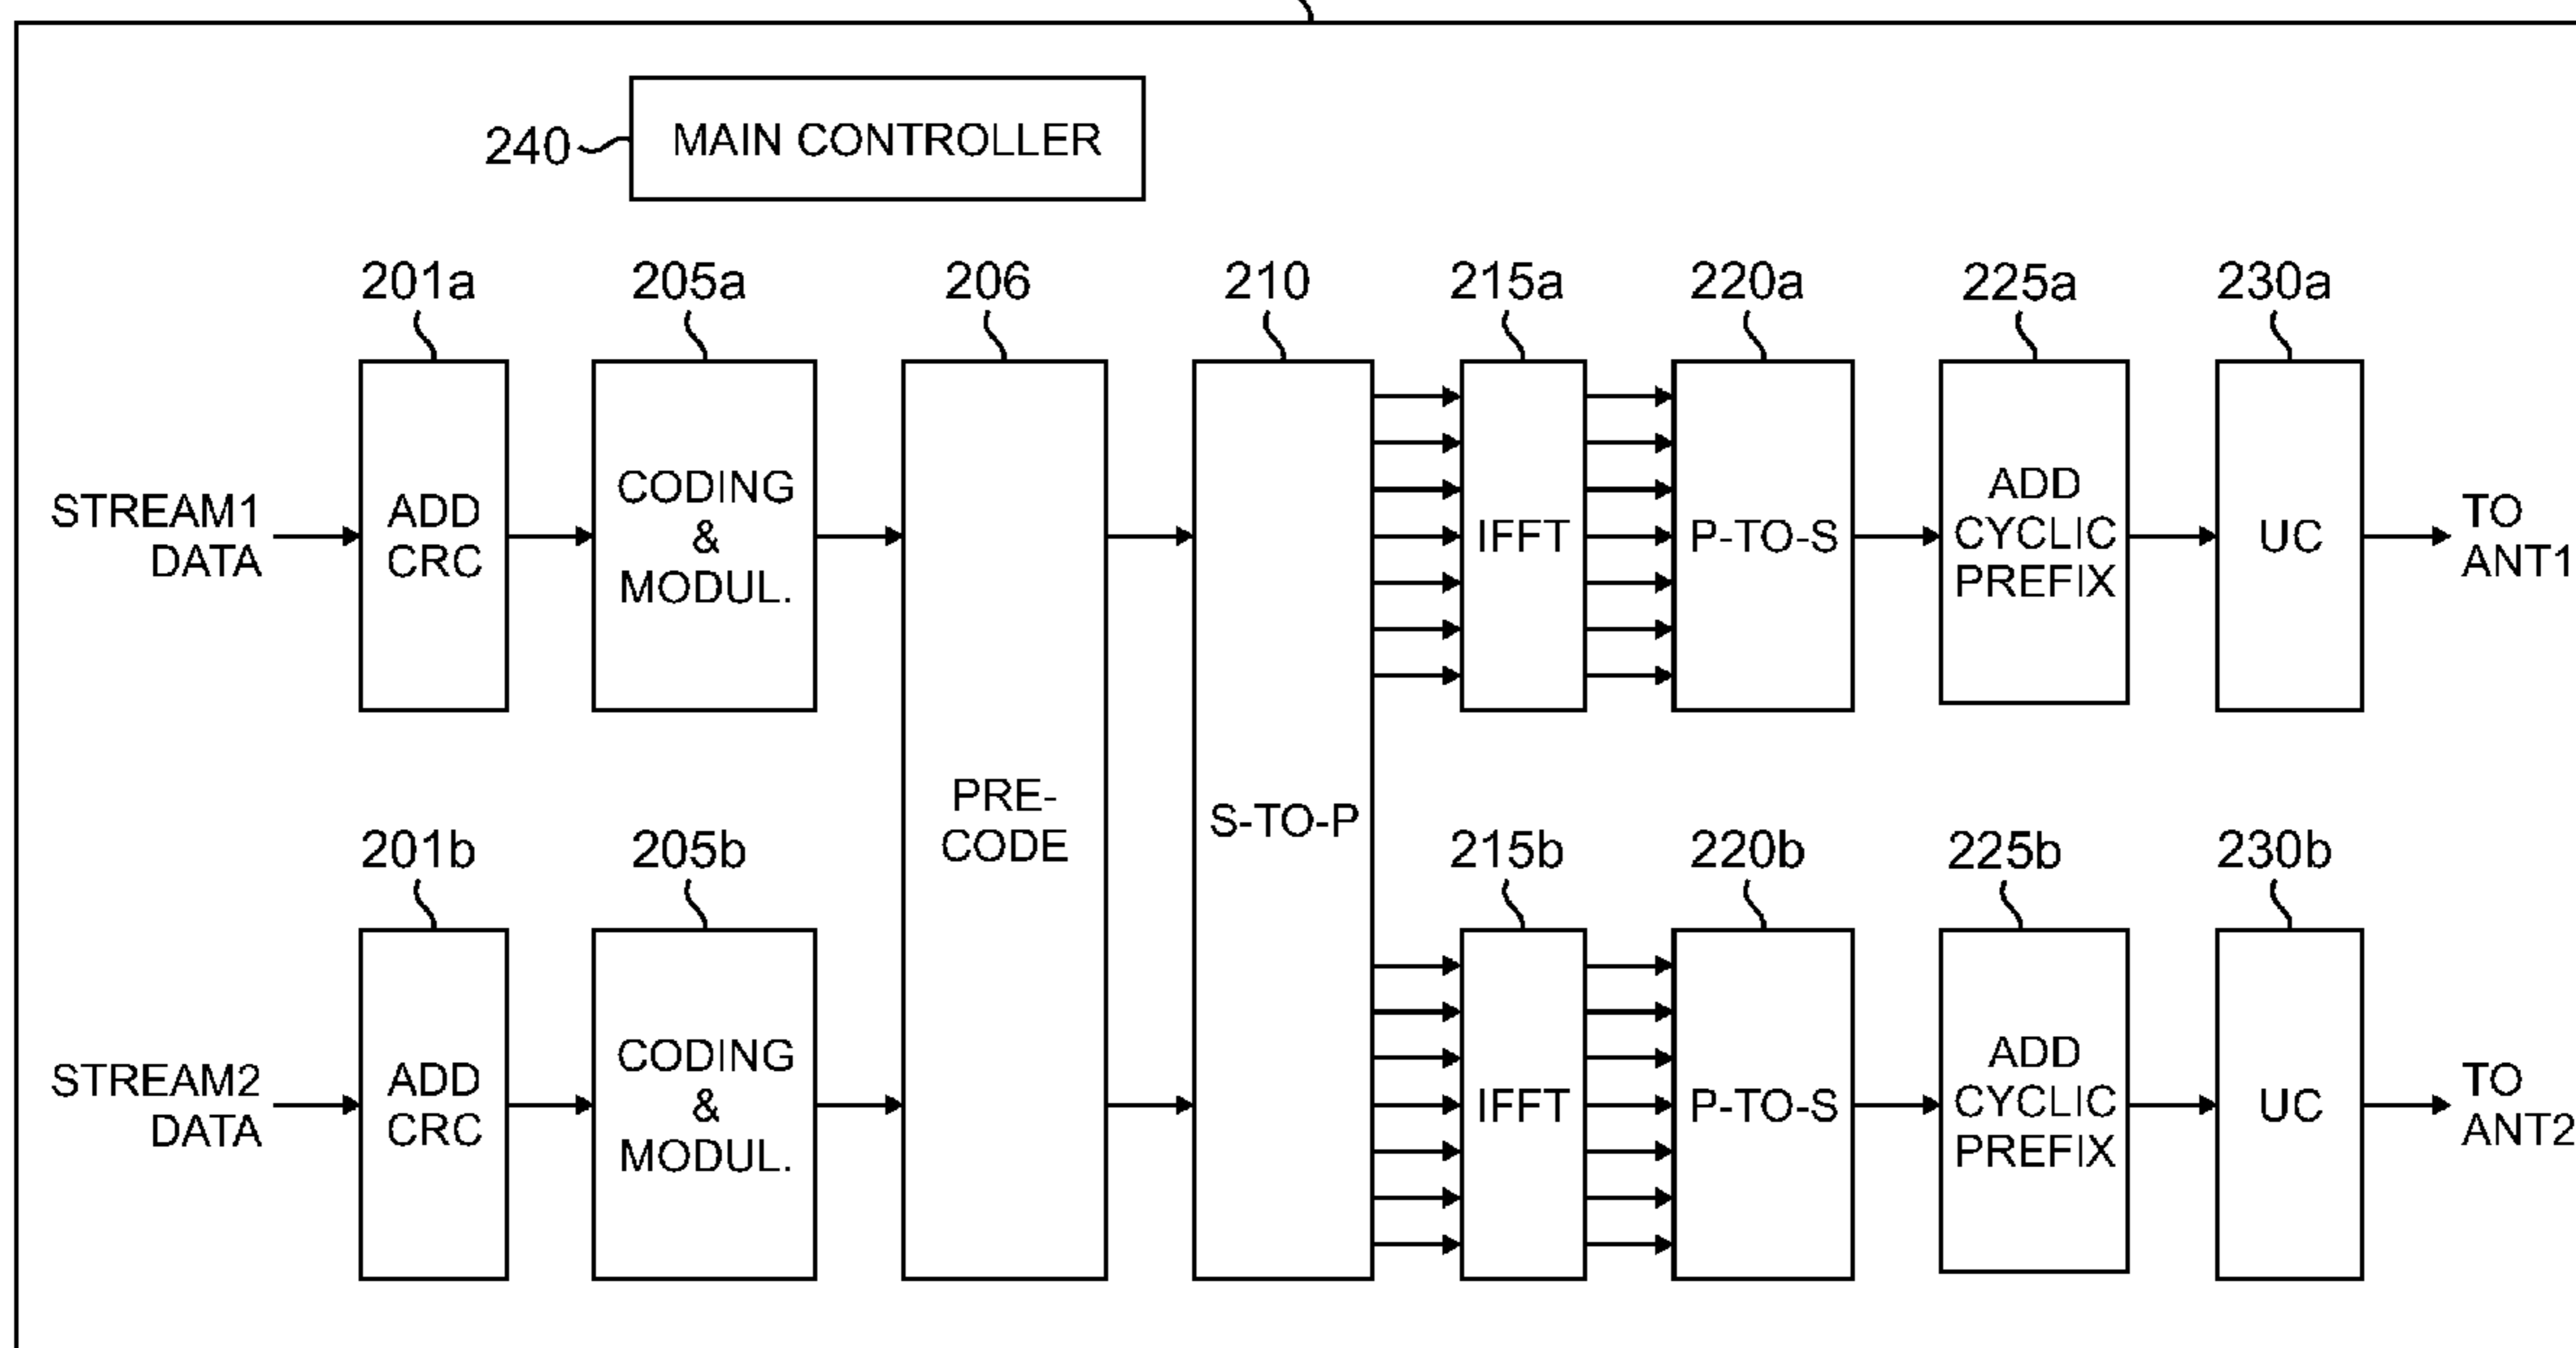 240
MAIN CONTROLLER
201a
205a
206
210
215a
220a
225a
230a
STREAM1
DATA
ADD
CRC
CODING
&
MODUL.
IFFT
P-TO-S
ADD
CYCLIC
PREFIX
UC
TO
ANT1
PRE-
CODE
S-TO-P
201b
205b
215b
220b
225b
230b
STREAM2
DATA
ADD
CRC
CODING
&
MODUL.
IFFT
P-TO-S
ADD
CYCLIC
PREFIX
UC
TO
ANT2